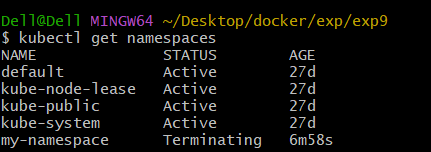 Dell@Dell MINGW64 ~/Desktop/docker/exp/exp9
$ kubectl get namespaces
NAME              STATUS        AGE
default           Active        27d
kube-node-lease   Active        27d
kube-public       Active        27d
kube-system       Active        27d
my-namespace      Terminating   6m58s